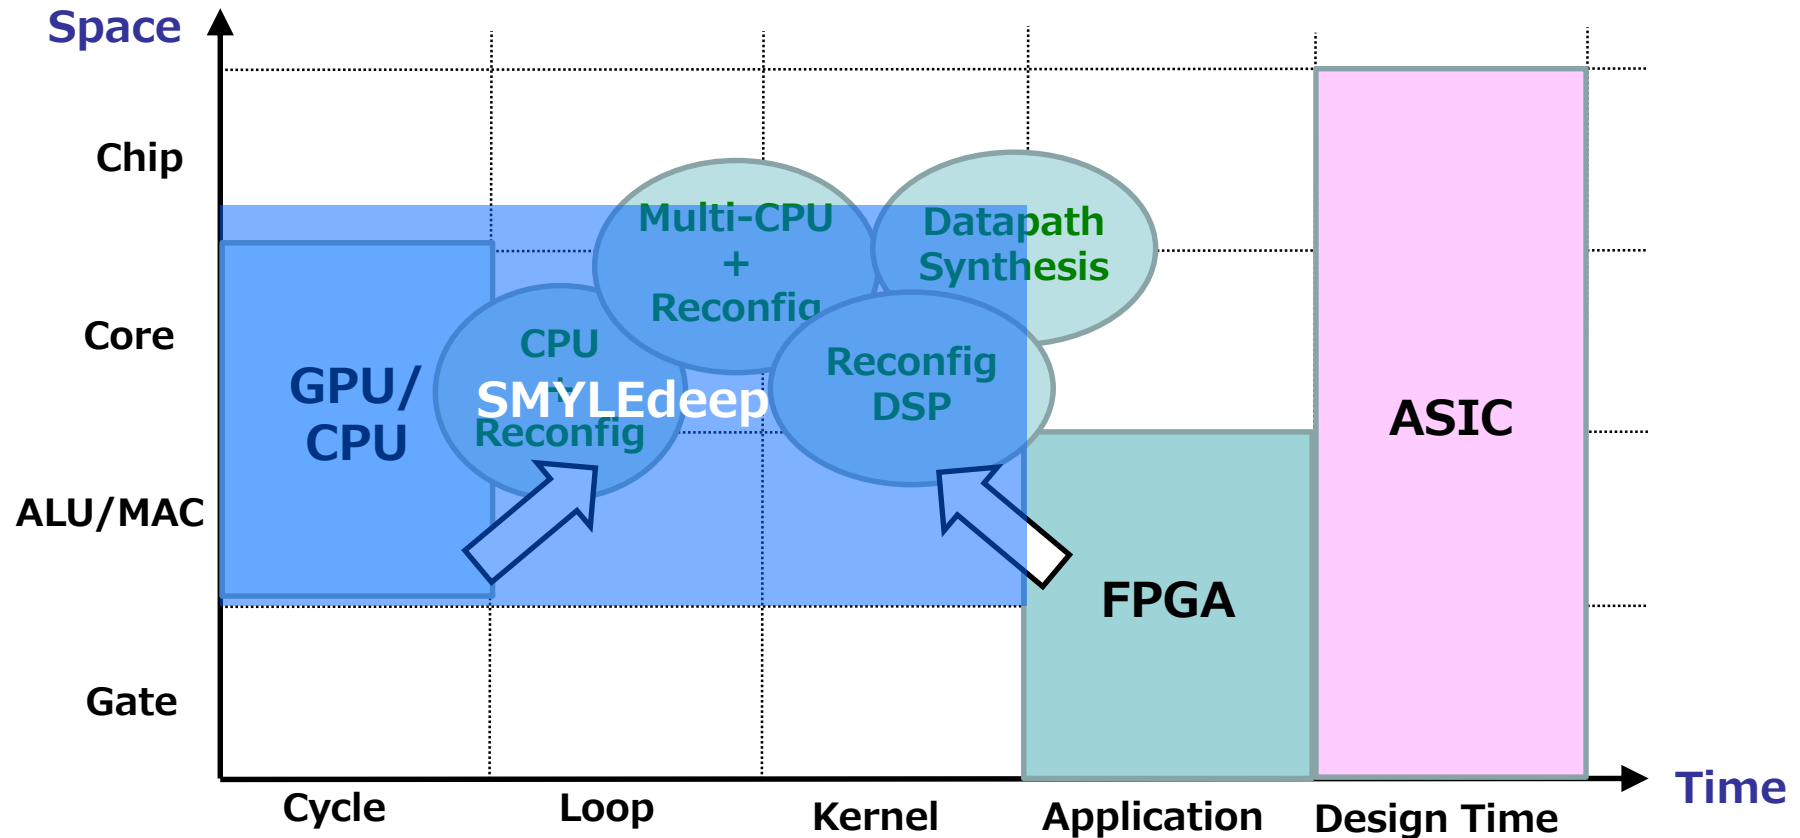 Space
Chip
Core
ALU/MAC
Gate
Multi-CPU
+
Reconfig
Datapath
Synthesis
CPU
+
Reconfig
SMYLEdeep
Reconfig
DSP
GPU/
CPU
ASIC
FPGA
Cycle
Loop
Kernel
Application
Design Time
Time